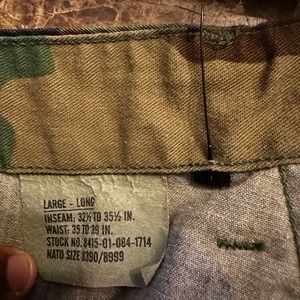 LARGE - LONG
INSEAM: 32½ TO 35½ IN.
WAIST: 35 TO 39 IN.
STOCK NO. 8415-01-084-1714
NATO SIZE 8390/8999